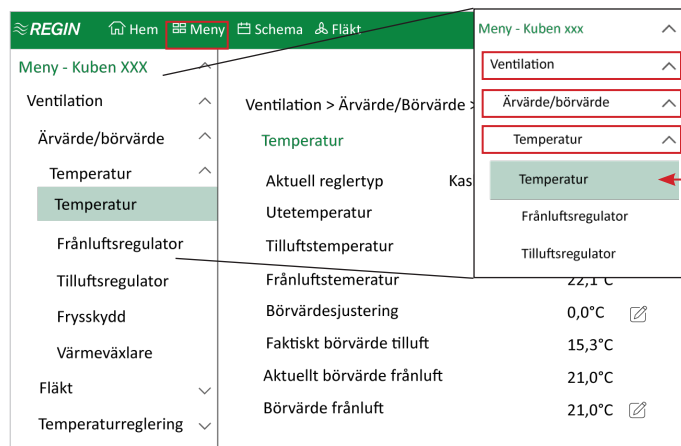 REGIN Hem Meny Schema Fläkt
Meny - Kuben XXX
Ventilation
Ärvärde/börvärde
Temperatur
Temperatur
Frånluftsregulator
Tilluftsregulator
Frysskydd
Värmeväxlare
Fläkt
Temperaturreglering
Ventilation > Ärvärde/Börvärde >
Temperatur
Aktuell reglertyp Kas
Utetemperatur
Tilluftstemperatur
Frånluftstemeratur 22,1°C
Börvärdesjustering 0,0°C
Faktiskt börvärde tilluft 15,3°C
Aktuellt börvärde frånluft 21,0°C
Börvärde frånluft 21,0°C
Meny - Kuben xxx
Ventilation
Ärvärde/börvärde
Temperatur
Temperatur
Frånluftsregulator
Tilluftsregulator